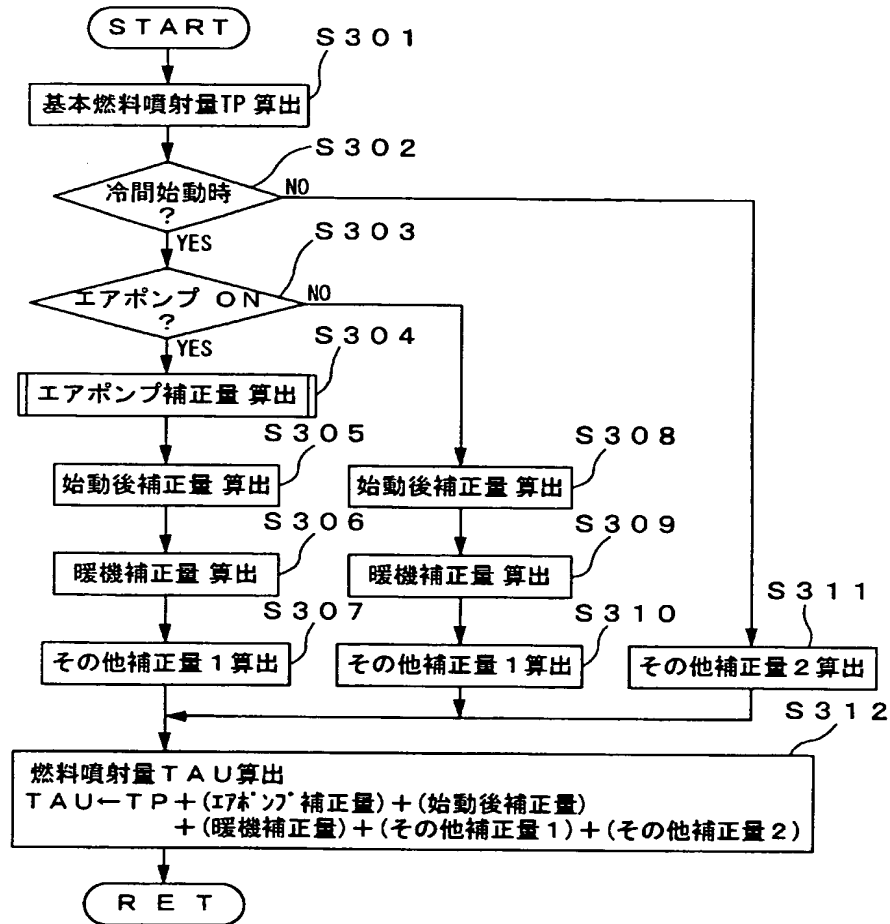 START
S301
基本燃料噴射量TP 算出
S302
冷間始動時
?
NO
YES
S303
エアポンプ ON
?
NO
YES
S304
エアポンプ補正量 算出
S305
始動後補正量 算出
S308
始動後補正量 算出
S306
暖機補正量 算出
S309
暖機補正量 算出
S307
その他補正量1算出
S310
その他補正量1算出
S311
その他補正量2算出
S312
燃料噴射量TAU算出
TAU←TP+(エアポンプ補正量)+(始動後補正量)
+(暖機補正量)+(その他補正量1)+(その他補正量2)
RET